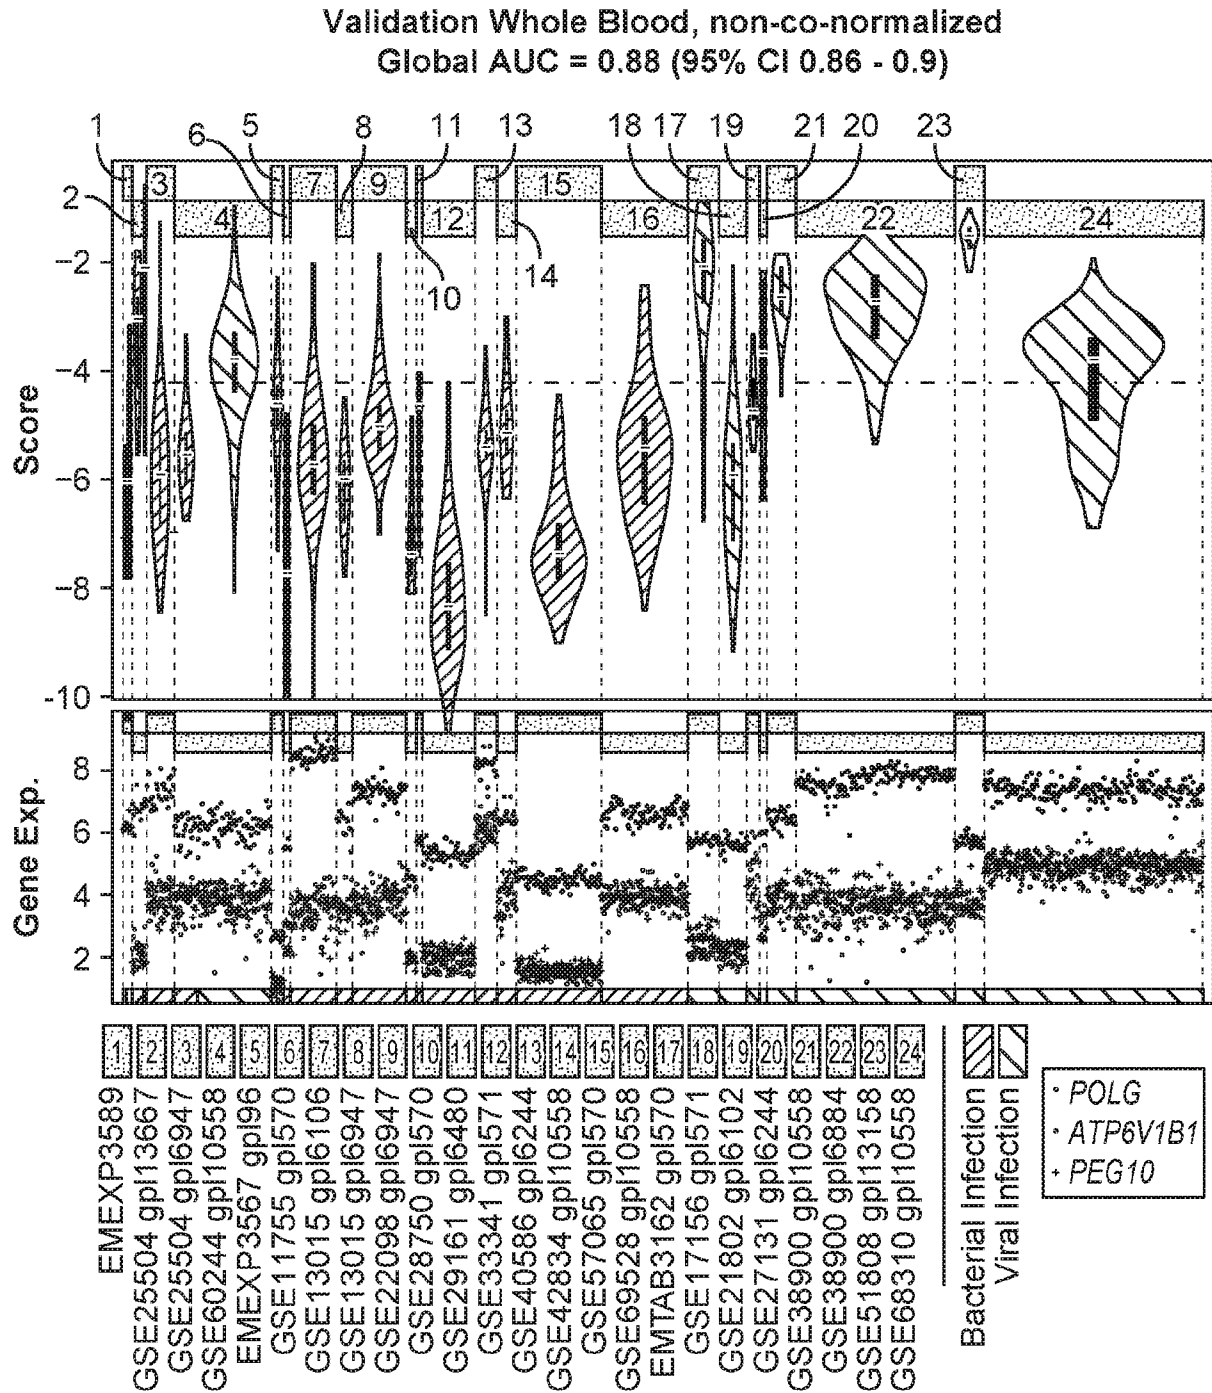 Validation Whole Blood, non-co-normalized
Global AUC = 0.88 (95% CI 0.86 - 0.9)
1 6 5 8 11 13 18 17 19 21 20 23
3 7 9 15
2 4 12 16 22 24
10 14
Score
−2
−4
−6
−8
-10
Gene Exp.
8
6
4
2
1 2 3 4 5 6 7 8 9 10 11 12 13 14 15 16 17 18 19 20 21 22 23 24
EMEXP3589
GSE25504 gpl13667
GSE25504 gpl6947
GSE60244 gpl10558
EMEXP3567 gpl96
GSE11755 gpl570
GSE13015 gpl6106
GSE13015 gpl6947
GSE22098 gpl6947
GSE28750 gpl570
GSE29161 gpl6480
GSE33341 gpl571
GSE40586 gpl6244
GSE42834 gpl10558
GSE57065 gpl570
GSE69528 gpl10558
EMTAB3162 gpl570
GSE17156 gpl571
GSE21802 gpl6102
GSE27131 gpl6244
GSE38900 gpl10558
GSE38900 gpl6884
GSE51808 gpl13158
GSE68310 gpl10558
Bacterial Infection
Viral Infection
∘ POLG
∘ ATP6V1B1
+ PEG10